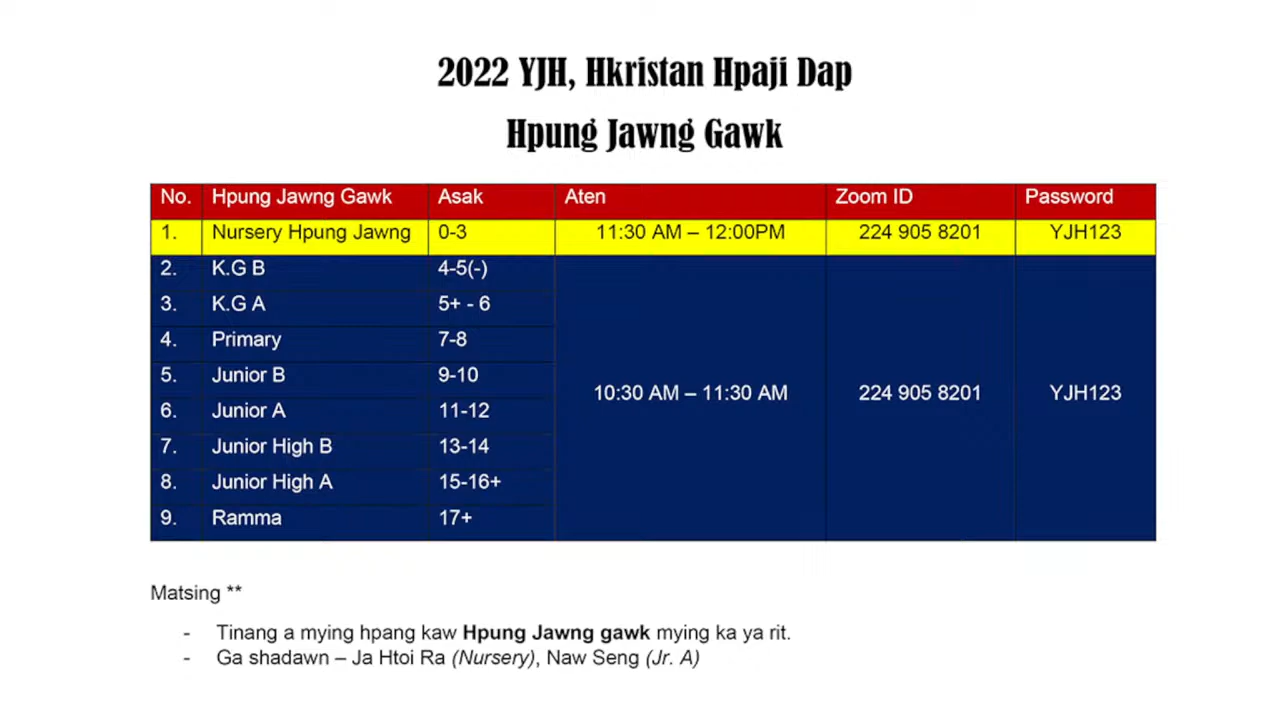 2022 YJH, Hkristan Hpaji Dap
Hpung Jawng Gawk
No. Hpung Jawng Gawk Asak Aten Zoom ID Password
1. Nursery Hpung Jawng 0-3 11:30 AM – 12:00PM 224 905 8201 YJH123
2. K.G B 4-5(-)
3. K.G A 5+ - 6
4. Primary 7-8
5. Junior B 9-10
10:30 AM – 11:30 AM 224 905 8201 YJH123
6. Junior A 11-12
7. Junior High B 13-14
8. Junior High A 15-16+
9. Ramma 17+
Matsing **
- Tinang a mying hpang kaw Hpung Jawng gawk mying ka ya rit.
- Ga shadawn – Ja Htoi Ra (Nursery), Naw Seng (Jr. A)